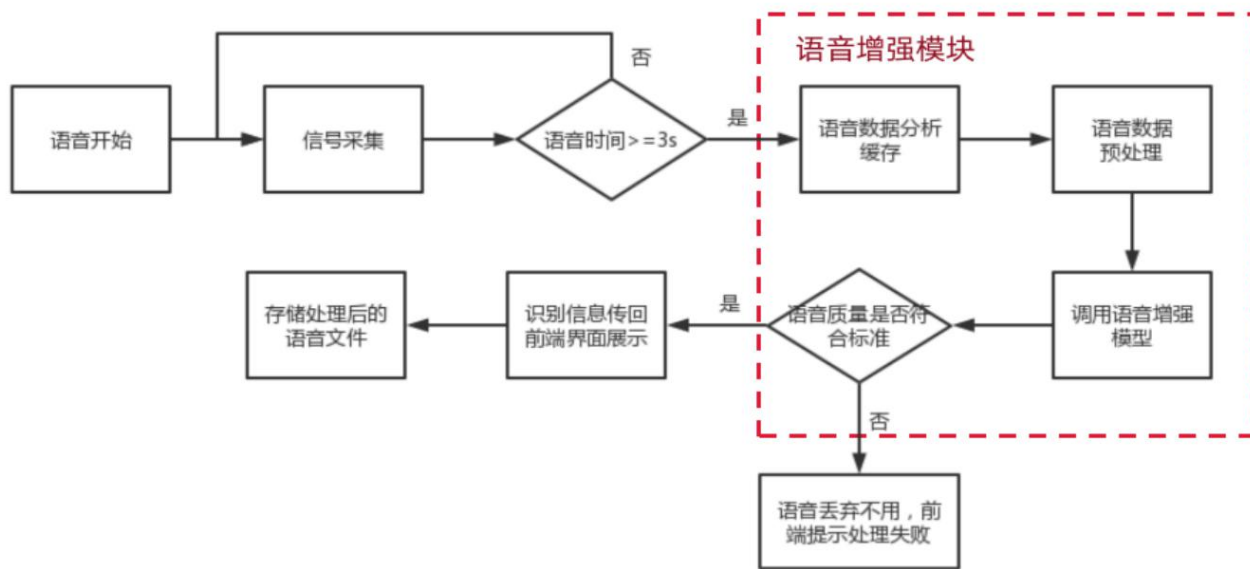 语音增强模块
否
语音开始
信号采集
语音时间>=3s
是
语音数据分析
缓存
语音数据
预处理
存储处理后的
语音文件
识别信息传回
前端界面展示
是
语音质量是否符
合标准
调用语音增强
模型
否
语音丢弃不用，前
端提示处理失败